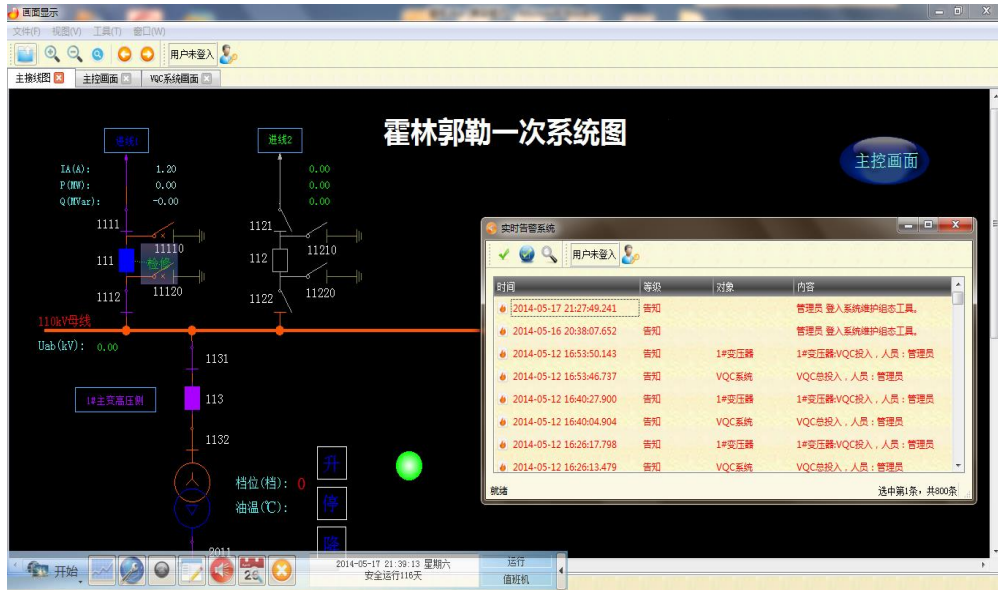 画面显示
文件(F) 视图(V) 工具(T) 窗口(W)
用户未登入
主接线图 主控画面 VQC系统画面
霍林郭勒一次系统图
主控画面
进线1 进线2
IA(A): 1.20 0.00
P(MW): 0.00 0.00
Q(MVar): -0.00 0.00
1111 1121
11110 11210
111 检修 112
11120 11220
1112 1122
110kV母线
Uab(kV): 0.00
1131
1#主变高压侧 113
1132
升
档位(档): 0
油温(℃): 停
降
2011
实时告警系统
用户未登入
时间 等级 对象 内容
2014-05-17 21:27:49.241 告知 管理员 登入系统维护组态工具。
2014-05-16 20:38:07.652 告知 管理员 登入系统维护组态工具。
2014-05-12 16:53:50.143 告知 1#变压器 1#变压器:VQC投入，人员：管理员
2014-05-12 16:53:46.737 告知 VQC系统 VQC总投入，人员：管理员
2014-05-12 16:40:27.900 告知 1#变压器 1#变压器:VQC投入，人员：管理员
2014-05-12 16:40:04.904 告知 VQC系统 VQC总投入，人员：管理员
2014-05-12 16:26:17.798 告知 1#变压器 1#变压器:VQC投入，人员：管理员
2014-05-12 16:26:13.479 告知 VQC系统 VQC总投入，人员：管理员
就绪 选中第1条，共800条
开始 26
2014-05-17 21:39:13 星期六
安全运行116天
运行
值班机